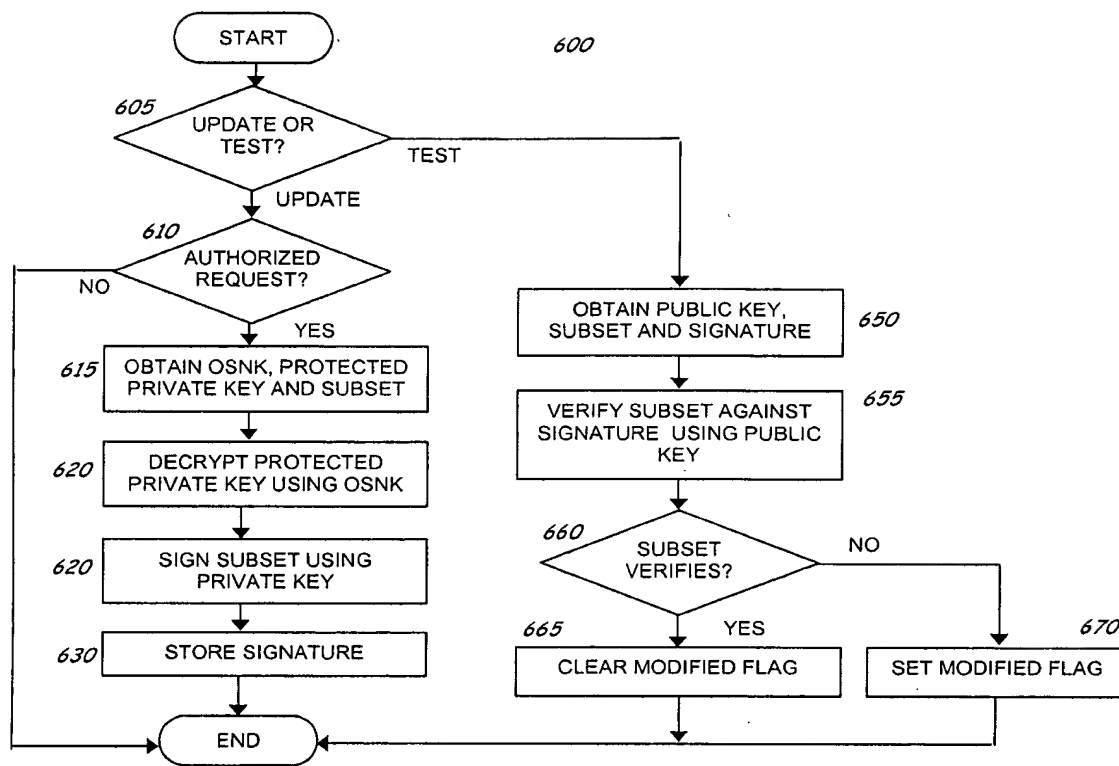 START
600
605
UPDATE OR
TEST?
TEST
UPDATE
610
AUTHORIZED
REQUEST?
NO
YES
615
OBTAIN OSNK, PROTECTED
PRIVATE KEY AND SUBSET
620
DECRYPT PROTECTED
PRIVATE KEY USING OSNK
620
SIGN SUBSET USING
PRIVATE KEY
630
STORE SIGNATURE
END
OBTAIN PUBLIC KEY,
SUBSET AND SIGNATURE
650
VERIFY SUBSET AGAINST
SIGNATURE USING PUBLIC
KEY
655
660
SUBSET
VERIFIES?
NO
YES
665
CLEAR MODIFIED FLAG
670
SET MODIFIED FLAG